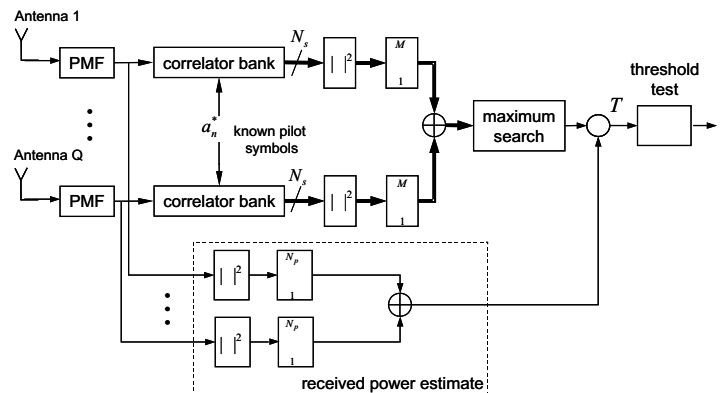 Antenna 1
PMF
correlator bank
N_s
| |²
M
1
a_n^*
known pilot
symbols
Antenna Q
PMF
correlator bank
N_s
| |²
M
1
maximum
search
T
threshold
test
| |²
N_p
1
| |²
N_p
1
received power estimate